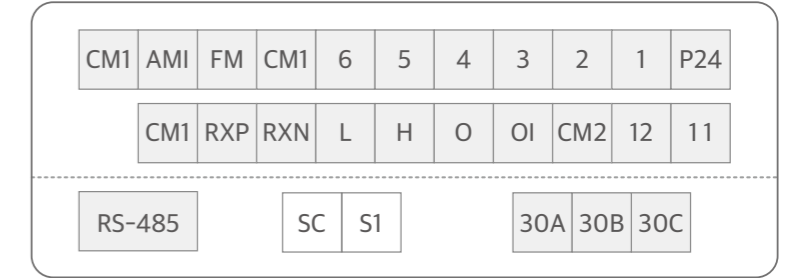 CM1 AMI FM CM1 6 5 4 3 2 1 P24
CM1 RXP RXN L H O OI CM2 12 11
RS-485 SC S1 30A 30B 30C